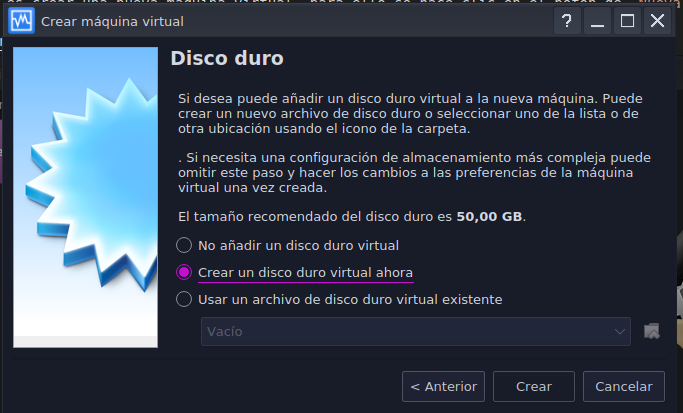 Crear máquina virtual
Disco duro
Si desea puede añadir un disco duro virtual a la nueva máquina. Puede
crear un nuevo archivo de disco duro o seleccionar uno de la lista o de
otra ubicación usando el icono de la carpeta.
. Si necesita una configuración de almacenamiento más compleja puede
omitir este paso y hacer los cambios a las preferencias de la máquina
virtual una vez creada.
El tamaño recomendado del disco duro es 50,00 GB.
No añadir un disco duro virtual
Crear un disco duro virtual ahora
Usar un archivo de disco duro virtual existente
Vacío
< Anterior
Crear
Cancelar